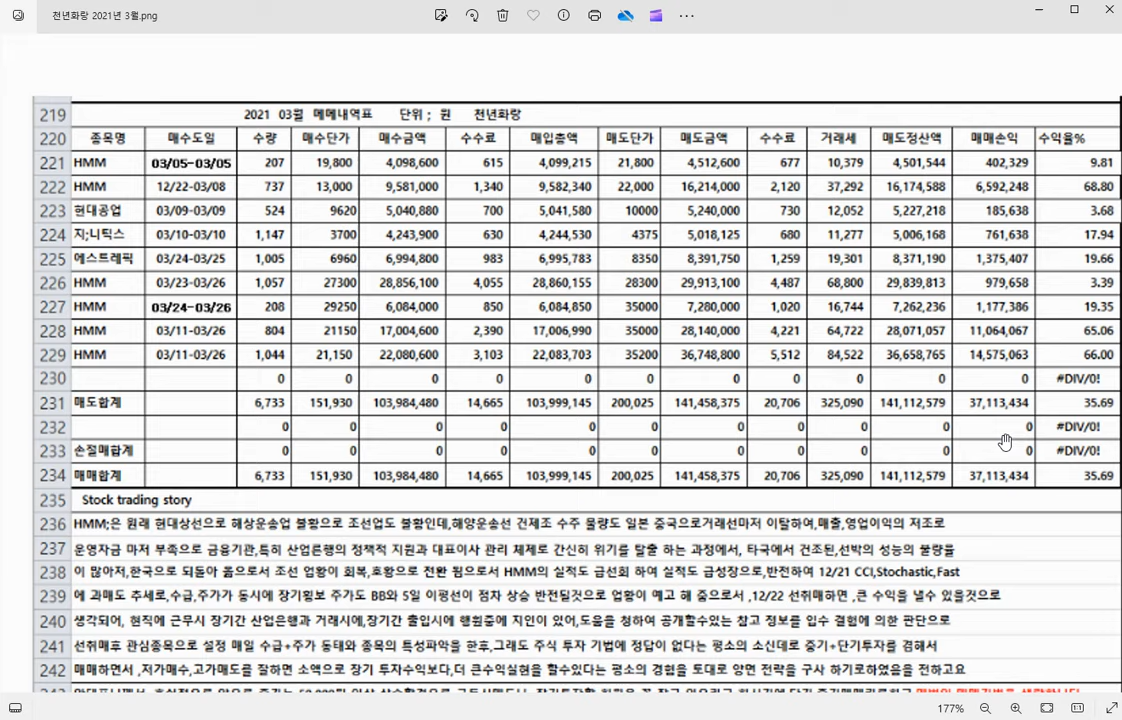 천년화랑 2021년 3월.png
219 2021 03월 메메내역표 단위 ; 원 천년화랑
220 종목명 매수도일 수량 매수단가 매수금액 수수료 매입총액 매도단가 매도금액 수수료 거래세 매도정산액 매매손익 수익율%
221 HMM 03/05-03/05 207 19,800 4,098,600 615 4,099,215 21,800 4,512,600 677 10,379 4,501,544 402,329 9.81
222 HMM 12/22-03/08 737 13,000 9,581,000 1,340 9,582,340 22,000 16,214,000 2,120 37,292 16,174,588 6,592,248 68.80
223 현대공업 03/09-03/09 524 9620 5,040,880 700 5,041,580 10000 5,240,000 730 12,052 5,227,218 185,638 3.68
224 지;니틱스 03/10-03/10 1,147 3700 4,243,900 630 4,244,530 4375 5,018,125 680 11,277 5,006,168 761,638 17.94
225 에스트레픽 03/24-03/25 1,005 6960 6,994,800 983 6,995,783 8350 8,391,750 1,259 19,301 8,371,190 1,375,407 19.66
226 HMM 03/23-03/26 1,057 27300 28,856,100 4,055 28,860,155 28300 29,913,100 4,487 68,800 29,839,813 979,658 3.39
227 HMM 03/24-03/26 208 29250 6,084,000 850 6,084,850 35000 7,280,000 1,020 16,744 7,262,236 1,177,386 19.35
228 HMM 03/11-03/26 804 21150 17,004,600 2,390 17,006,990 35000 28,140,000 4,221 64,722 28,071,057 11,064,067 65.06
229 HMM 03/11-03/26 1,044 21,150 22,080,600 3,103 22,083,703 35200 36,748,800 5,512 84,522 36,658,765 14,575,063 66.00
230 0 0 0 0 0 0 0 0 0 0 0 #DIV/0!
231 매도합계 6,733 151,930 103,984,480 14,665 103,999,145 200,025 141,458,375 20,706 325,090 141,112,579 37,113,434 35.69
232 0 0 0 0 0 0 0 0 0 0 0 #DIV/0!
233 손절매합계 0 0 0 0 0 0 0 0 0 0 0 #DIV/0!
234 매매합계 6,733 151,930 103,984,480 14,665 103,999,145 200,025 141,458,375 20,706 325,090 141,112,579 37,113,434 35.69
235 Stock trading story
236 HMM;은 원래 현대상선으로 해상운송업 불황으로 조선업도 불황인데,해양운송선 건제조 수주 물량도 일본 중국으로거래선마저 이탈하여,매출,영업이익의 저조로
237 운영자금 마저 부족으로 금융기관,특히 산업은행의 정책적 지원과 대표이사 관리 체제로 간신히 위기를 탈출 하는 과정에서, 타국에서 건조된,선박의 성능의 불량율
238 이 많아저,한국으로 되돌아 옮으로서 조선 업황이 회복,호황으로 전환 됨으로서 HMM의 실적도 급선회 하여 실적도 급성장으로,반전하여 12/21 CCI,Stochastic,Fast
239 에 과매도 추세로,수급,주가가 동시에 장기횡보 주가도 BB와 5일 이평선이 점차 상승 반전될것으로 업황이 예고 해 줌으로서 ,12/22 선취매하면 ,큰 수익을 낼수 있을것으로
240 생각되어, 현직에 근무시 장기간 산업은행과 거래시에,장기간 출입시에 행원중에 지인이 있어,도움을 청하여 공개할수있는 참고 정보를 입수 결험에 의한 판단으로
241 선취매후 관심종목으로 설정 매일 수급+주가 동태와 종목의 특성파악을 한후,그래도 주식 투자 기법에 정답이 없다는 평소의 소신데로 중기+단기투자를 겸해서
242 매매하면서 ,저가매수,고가매도를 잘하면 소액으로 장기 투자수익보다,더 큰수익실현을 할수있다는 평소의 경험을 토대로 양면 전략을 구사 하기로하였음을 전하고요
177%